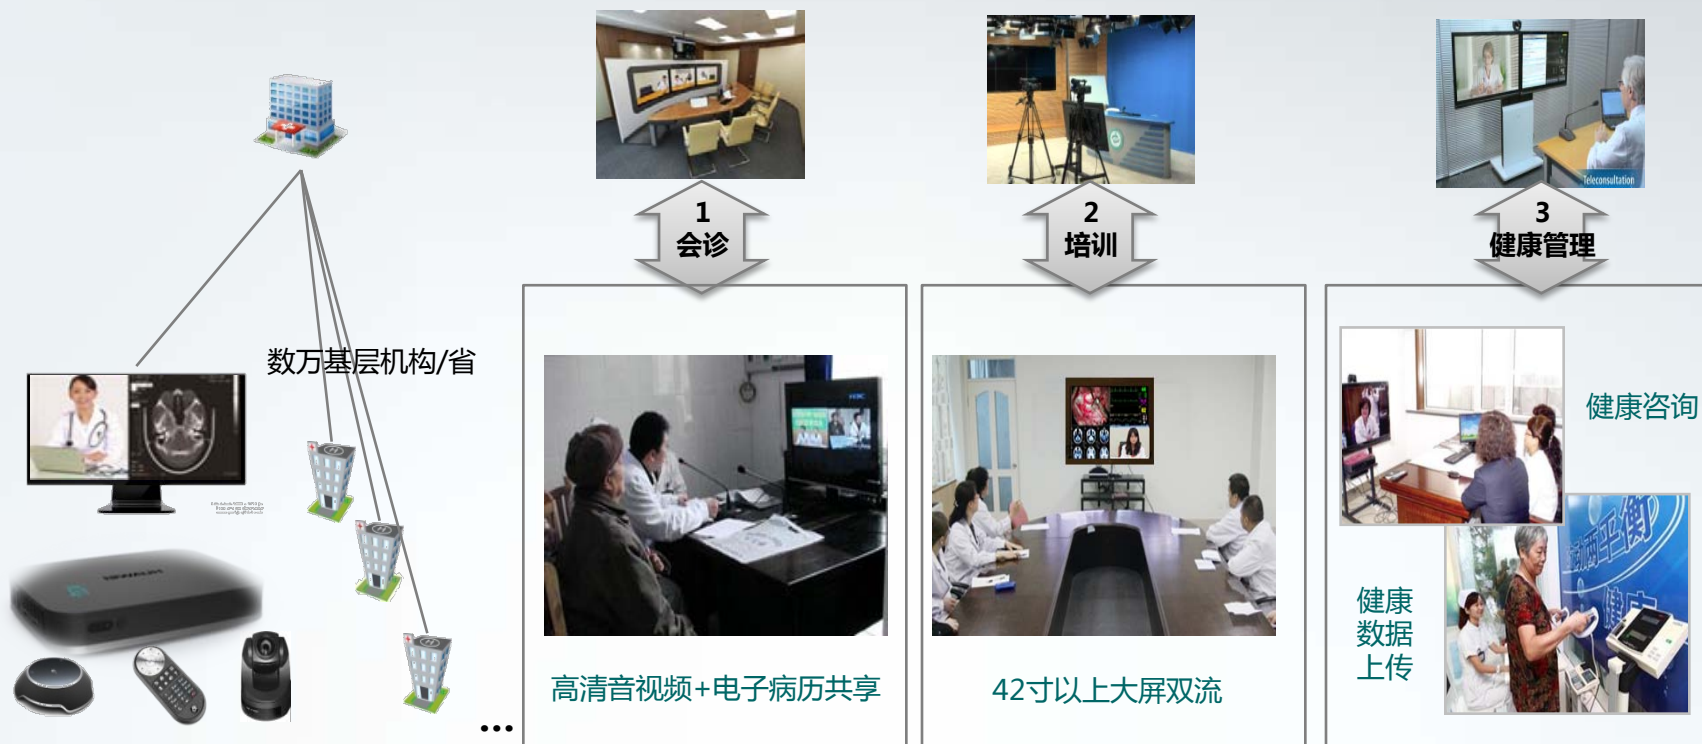 Teleconsultation
1
会诊
2
培训
3
健康管理
数万基层机构/省
健康咨询
健康
数据
上传
高清音视频+电子病历共享
42寸以上大屏双流
...